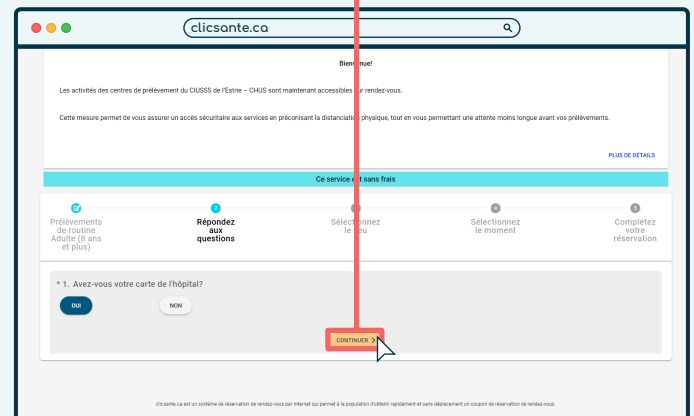 clicsante.ca
Bienvenue!
Les activités des centres de prélèvement du CIUSSS de l'Estrie – CHUS sont maintenant accessibles sur rendez-vous.
Cette mesure permet de vous assurer un accès sécuritaire aux services en préconisant la distanciation physique, tout en vous permettant une attente moins longue avant vos prélèvements.
PLUS DE DÉTAILS
Ce service est sans frais
2 4 5
Prélèvements
de routine
Adulte (8 ans
et plus)
Répondez
aux
questions
Sélectionnez
le lieu
Sélectionnez
le moment
Complétez
votre
réservation
* 1. Avez-vous votre carte de l'hôpital?
OUI NON
CONTINUER >
clicsante.ca est un système de réservation de rendez-vous par Internet qui permet à la population d'obtenir rapidement et sans déplacement un coupon de réservation de rendez-vous.